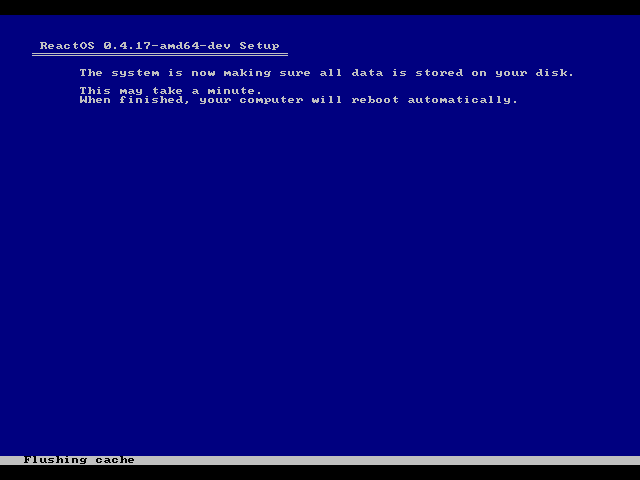 ReactOS 0.4.17-amd64-dev Setup
The system is now making sure all data is stored on your disk.
This may take a minute.
When finished, your computer will reboot automatically.
Flushing cache